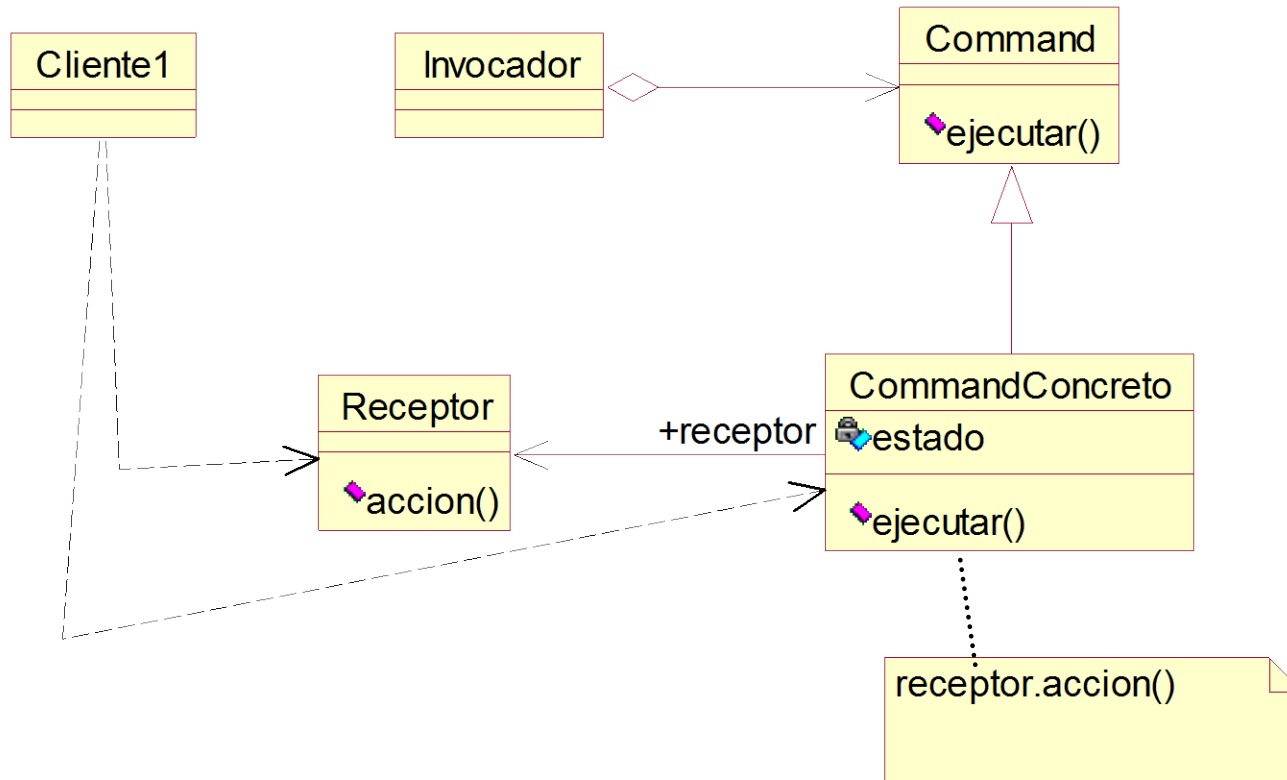 Cliente1
Invocador
Command
ejecutar()
Receptor
accion()
+receptor
CommandConcreto
estado
ejecutar()
receptor.accion()